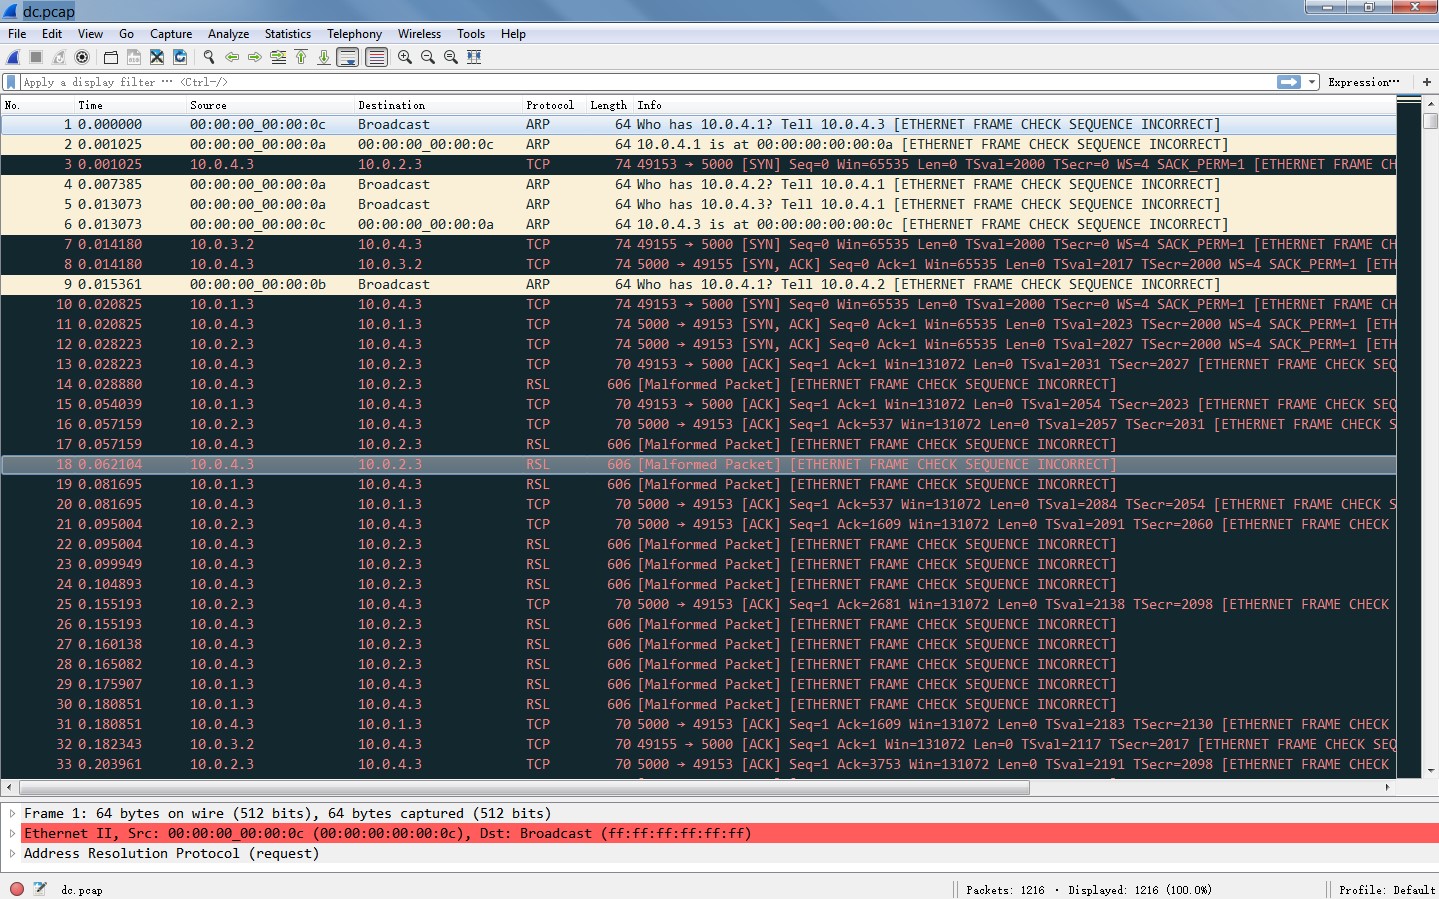 dc.pcap
File Edit View Go Capture Analyze Statistics Telephony Wireless Tools Help
Apply a display filter ··· <Ctrl-/> Expression··· +
No. Time Source Destination Protocol Length Info
1 0.000000 00:00:00_00:00:0c Broadcast ARP 64 Who has 10.0.4.1? Tell 10.0.4.3 [ETHERNET FRAME CHECK SEQUENCE INCORRECT]
2 0.001025 00:00:00_00:00:0a 00:00:00_00:00:0c ARP 64 10.0.4.1 is at 00:00:00:00:00:0a [ETHERNET FRAME CHECK SEQUENCE INCORRECT]
3 0.001025 10.0.4.3 10.0.2.3 TCP 74 49153 → 5000 [SYN] Seq=0 Win=65535 Len=0 TSval=2000 TSecr=0 WS=4 SACK_PERM=1 [ETHERNET FRAME CH
4 0.007385 00:00:00_00:00:0a Broadcast ARP 64 Who has 10.0.4.2? Tell 10.0.4.1 [ETHERNET FRAME CHECK SEQUENCE INCORRECT]
5 0.013073 00:00:00_00:00:0a Broadcast ARP 64 Who has 10.0.4.3? Tell 10.0.4.1 [ETHERNET FRAME CHECK SEQUENCE INCORRECT]
6 0.013073 00:00:00_00:00:0c 00:00:00_00:00:0a ARP 64 10.0.4.3 is at 00:00:00:00:00:0c [ETHERNET FRAME CHECK SEQUENCE INCORRECT]
7 0.014180 10.0.3.2 10.0.4.3 TCP 74 49155 → 5000 [SYN] Seq=0 Win=65535 Len=0 TSval=2000 TSecr=0 WS=4 SACK_PERM=1 [ETHERNET FRAME CH
8 0.014180 10.0.4.3 10.0.3.2 TCP 74 5000 → 49155 [SYN, ACK] Seq=0 Ack=1 Win=65535 Len=0 TSval=2017 TSecr=2000 WS=4 SACK_PERM=1 [ETH
9 0.015361 00:00:00_00:00:0b Broadcast ARP 64 Who has 10.0.4.1? Tell 10.0.4.2 [ETHERNET FRAME CHECK SEQUENCE INCORRECT]
10 0.020825 10.0.1.3 10.0.4.3 TCP 74 49153 → 5000 [SYN] Seq=0 Win=65535 Len=0 TSval=2000 TSecr=0 WS=4 SACK_PERM=1 [ETHERNET FRAME CH
11 0.020825 10.0.4.3 10.0.1.3 TCP 74 5000 → 49153 [SYN, ACK] Seq=0 Ack=1 Win=65535 Len=0 TSval=2023 TSecr=2000 WS=4 SACK_PERM=1 [ETH
12 0.028223 10.0.2.3 10.0.4.3 TCP 74 5000 → 49153 [SYN, ACK] Seq=0 Ack=1 Win=65535 Len=0 TSval=2027 TSecr=2000 WS=4 SACK_PERM=1 [ETH
13 0.028223 10.0.4.3 10.0.2.3 TCP 70 49153 → 5000 [ACK] Seq=1 Ack=1 Win=131072 Len=0 TSval=2031 TSecr=2027 [ETHERNET FRAME CHECK SEQ
14 0.028880 10.0.4.3 10.0.2.3 RSL 606 [Malformed Packet] [ETHERNET FRAME CHECK SEQUENCE INCORRECT]
15 0.054039 10.0.1.3 10.0.4.3 TCP 70 49153 → 5000 [ACK] Seq=1 Ack=1 Win=131072 Len=0 TSval=2054 TSecr=2023 [ETHERNET FRAME CHECK SEQ
16 0.057159 10.0.2.3 10.0.4.3 TCP 70 5000 → 49153 [ACK] Seq=1 Ack=537 Win=131072 Len=0 TSval=2057 TSecr=2031 [ETHERNET FRAME CHECK S
17 0.057159 10.0.4.3 10.0.2.3 RSL 606 [Malformed Packet] [ETHERNET FRAME CHECK SEQUENCE INCORRECT]
18 0.062104 10.0.4.3 10.0.2.3 RSL 606 [Malformed Packet] [ETHERNET FRAME CHECK SEQUENCE INCORRECT]
19 0.081695 10.0.1.3 10.0.4.3 RSL 606 [Malformed Packet] [ETHERNET FRAME CHECK SEQUENCE INCORRECT]
20 0.081695 10.0.4.3 10.0.1.3 TCP 70 5000 → 49153 [ACK] Seq=1 Ack=537 Win=131072 Len=0 TSval=2084 TSecr=2054 [ETHERNET FRAME CHECK S
21 0.095004 10.0.2.3 10.0.4.3 TCP 70 5000 → 49153 [ACK] Seq=1 Ack=1609 Win=131072 Len=0 TSval=2091 TSecr=2060 [ETHERNET FRAME CHECK
22 0.095004 10.0.4.3 10.0.2.3 RSL 606 [Malformed Packet] [ETHERNET FRAME CHECK SEQUENCE INCORRECT]
23 0.099949 10.0.4.3 10.0.2.3 RSL 606 [Malformed Packet] [ETHERNET FRAME CHECK SEQUENCE INCORRECT]
24 0.104893 10.0.4.3 10.0.2.3 RSL 606 [Malformed Packet] [ETHERNET FRAME CHECK SEQUENCE INCORRECT]
25 0.155193 10.0.2.3 10.0.4.3 TCP 70 5000 → 49153 [ACK] Seq=1 Ack=2681 Win=131072 Len=0 TSval=2138 TSecr=2098 [ETHERNET FRAME CHECK
26 0.155193 10.0.4.3 10.0.2.3 RSL 606 [Malformed Packet] [ETHERNET FRAME CHECK SEQUENCE INCORRECT]
27 0.160138 10.0.4.3 10.0.2.3 RSL 606 [Malformed Packet] [ETHERNET FRAME CHECK SEQUENCE INCORRECT]
28 0.165082 10.0.4.3 10.0.2.3 RSL 606 [Malformed Packet] [ETHERNET FRAME CHECK SEQUENCE INCORRECT]
29 0.175907 10.0.1.3 10.0.4.3 RSL 606 [Malformed Packet] [ETHERNET FRAME CHECK SEQUENCE INCORRECT]
30 0.180851 10.0.1.3 10.0.4.3 RSL 606 [Malformed Packet] [ETHERNET FRAME CHECK SEQUENCE INCORRECT]
31 0.180851 10.0.4.3 10.0.1.3 TCP 70 5000 → 49153 [ACK] Seq=1 Ack=1609 Win=131072 Len=0 TSval=2183 TSecr=2130 [ETHERNET FRAME CHECK
32 0.182343 10.0.3.2 10.0.4.3 TCP 70 49155 → 5000 [ACK] Seq=1 Ack=1 Win=131072 Len=0 TSval=2117 TSecr=2017 [ETHERNET FRAME CHECK SEQ
33 0.203961 10.0.2.3 10.0.4.3 TCP 70 5000 → 49153 [ACK] Seq=1 Ack=3753 Win=131072 Len=0 TSval=2191 TSecr=2098 [ETHERNET FRAME CHECK
Frame 1: 64 bytes on wire (512 bits), 64 bytes captured (512 bits)
Ethernet II, Src: 00:00:00_00:00:0c (00:00:00:00:00:0c), Dst: Broadcast (ff:ff:ff:ff:ff:ff)
Address Resolution Protocol (request)
dc.pcap Packets: 1216 · Displayed: 1216 (100.0%) Profile: Default